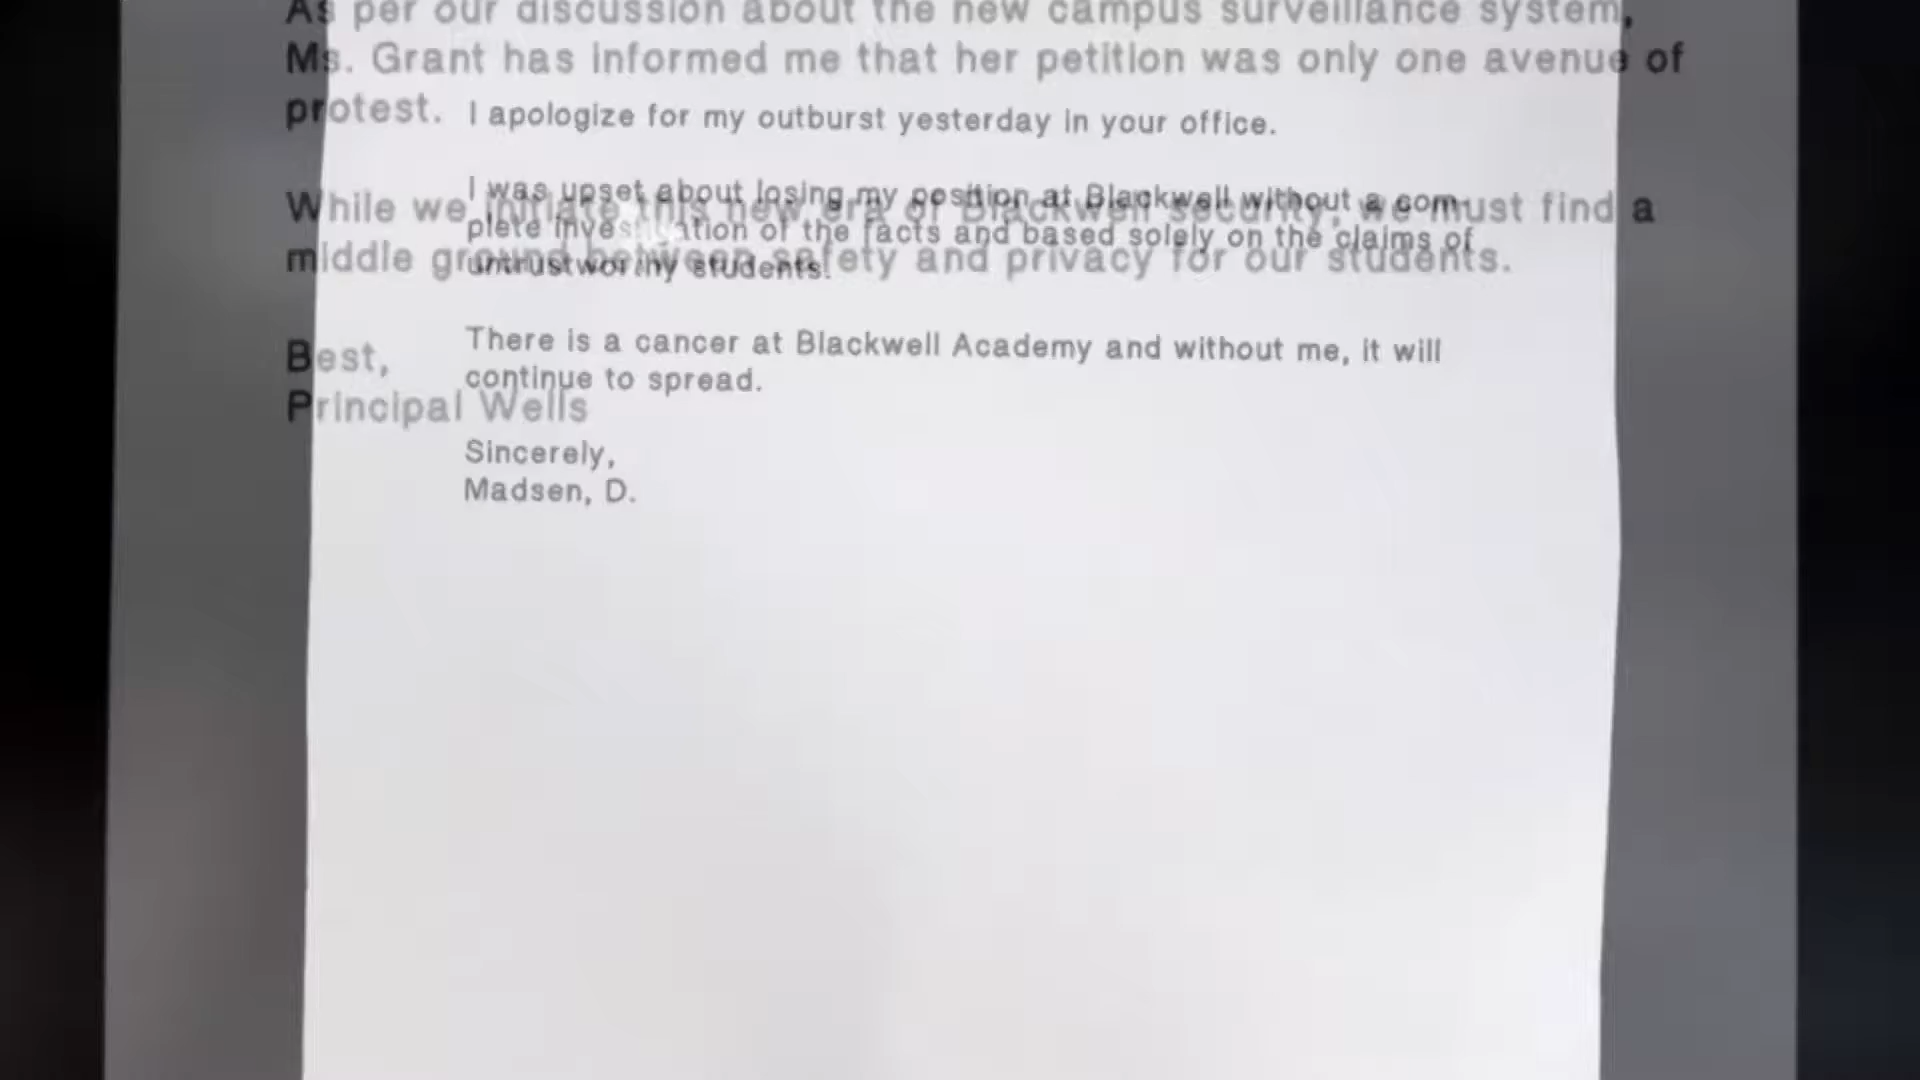 As per our discussion about the new campus surveillance system,
Ms. Grant has informed me that her petition was only one avenue of
protest.
While we initiate this new era of Blackwell security, we must find a
middle ground between safety and privacy for our students.
Best,
Principal Wells
I apologize for my outburst yesterday in your office.
I was upset about losing my position at Blackwell without a com-
plete investigation of the facts and based solely on the claims of
untrustworthy students.
There is a cancer at Blackwell Academy and without me, it will
continue to spread.
Sincerely,
Madsen, D.